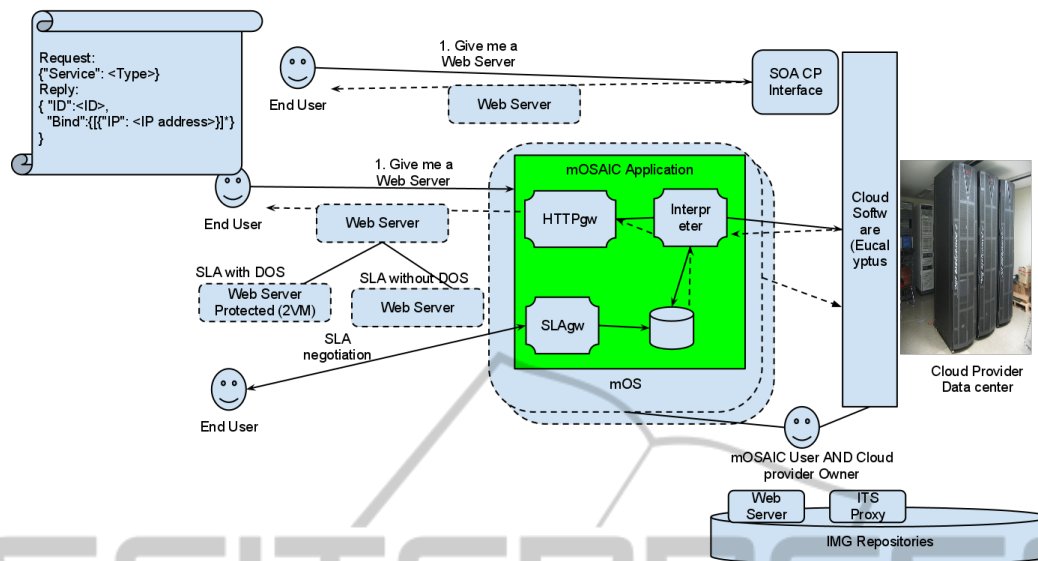 Request:
{"Service": <Type>}
Reply:
{ "ID":<ID>,
"Bind":{[{"IP": <IP address>}]*}
}
End User
1. Give me a
Web Server
Web Server
SOA CP
Interface
End User
1. Give me a
Web Server
Web Server
SLA with DOS
Web Server
Protected (2VM)
SLA without DOS
Web Server
SLA
negotiation
End User
mOSAIC Application
HTTPgw
Interpr
eter
SLAgw
mOS
Cloud
Softw
are
(Eucal
yptus
Cloud Provider
Data center
mOSAIC User AND Cloud
provider Owner
Web
Server
ITS
Proxy
IMG Repositories